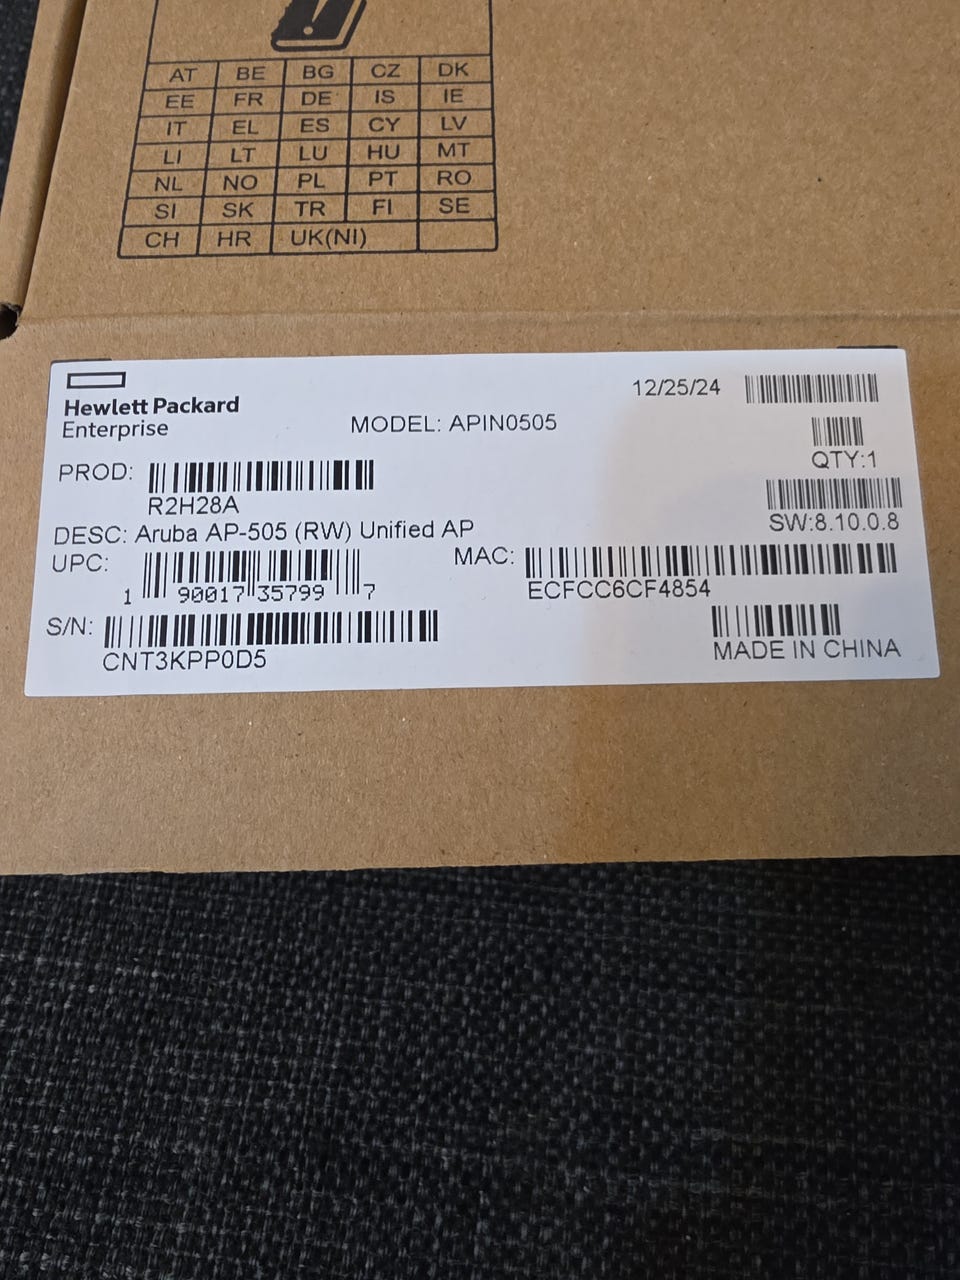 AT BE BG CZ DK
EE FR DE IS IE
IT EL ES CY LV
LI LT LU HU MT
NL NO PL PT RO
SI SK TR FI SE
CH HR UK(NI)
Hewlett Packard
Enterprise
12/25/24
MODEL: APIN0505
QTY:1
PROD:
R2H28A
SW:8.10.0.8
DESC: Aruba AP-505 (RW) Unified AP
UPC:
1 90017 35799 7
MAC:
ECFCC6CF4854
S/N:
CNT3KPP0D5
MADE IN CHINA